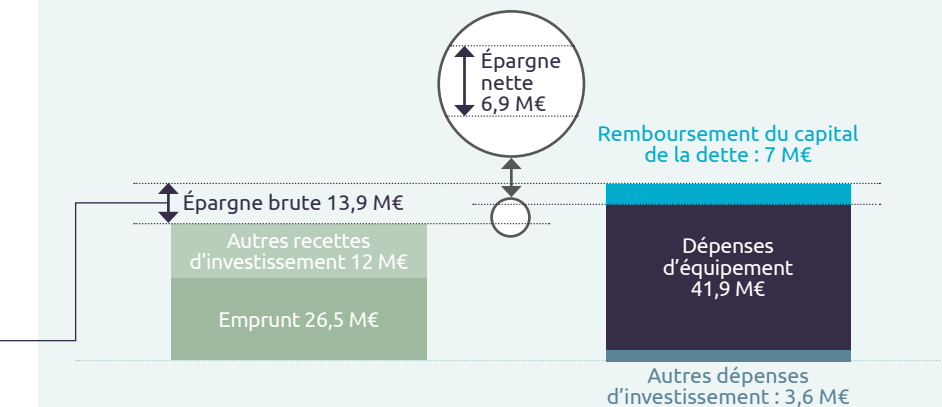 Épargne
nette
6,9 M€
Remboursement du capital
de la dette : 7 M€
Épargne brute 13,9 M€
Autres recettes
d’investissement 12 M€
Emprunt 26,5 M€
Dépenses
d’équipement
41,9 M€
Autres dépenses
d’investissement : 3,6 M€